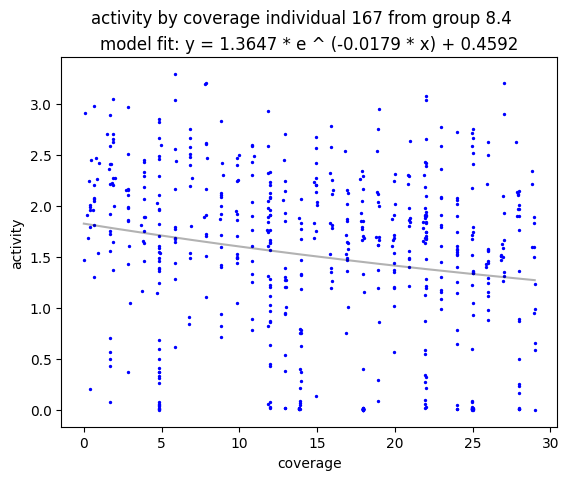 activity by coverage individual 167 from group 8.4
model fit: y = 1.3647 * e ^ (-0.0179 * x) + 0.4592
3.0
2.5
2.0
1.5
1.0
0.5
0.0
activity
0 5 10 15 20 25 30
coverage